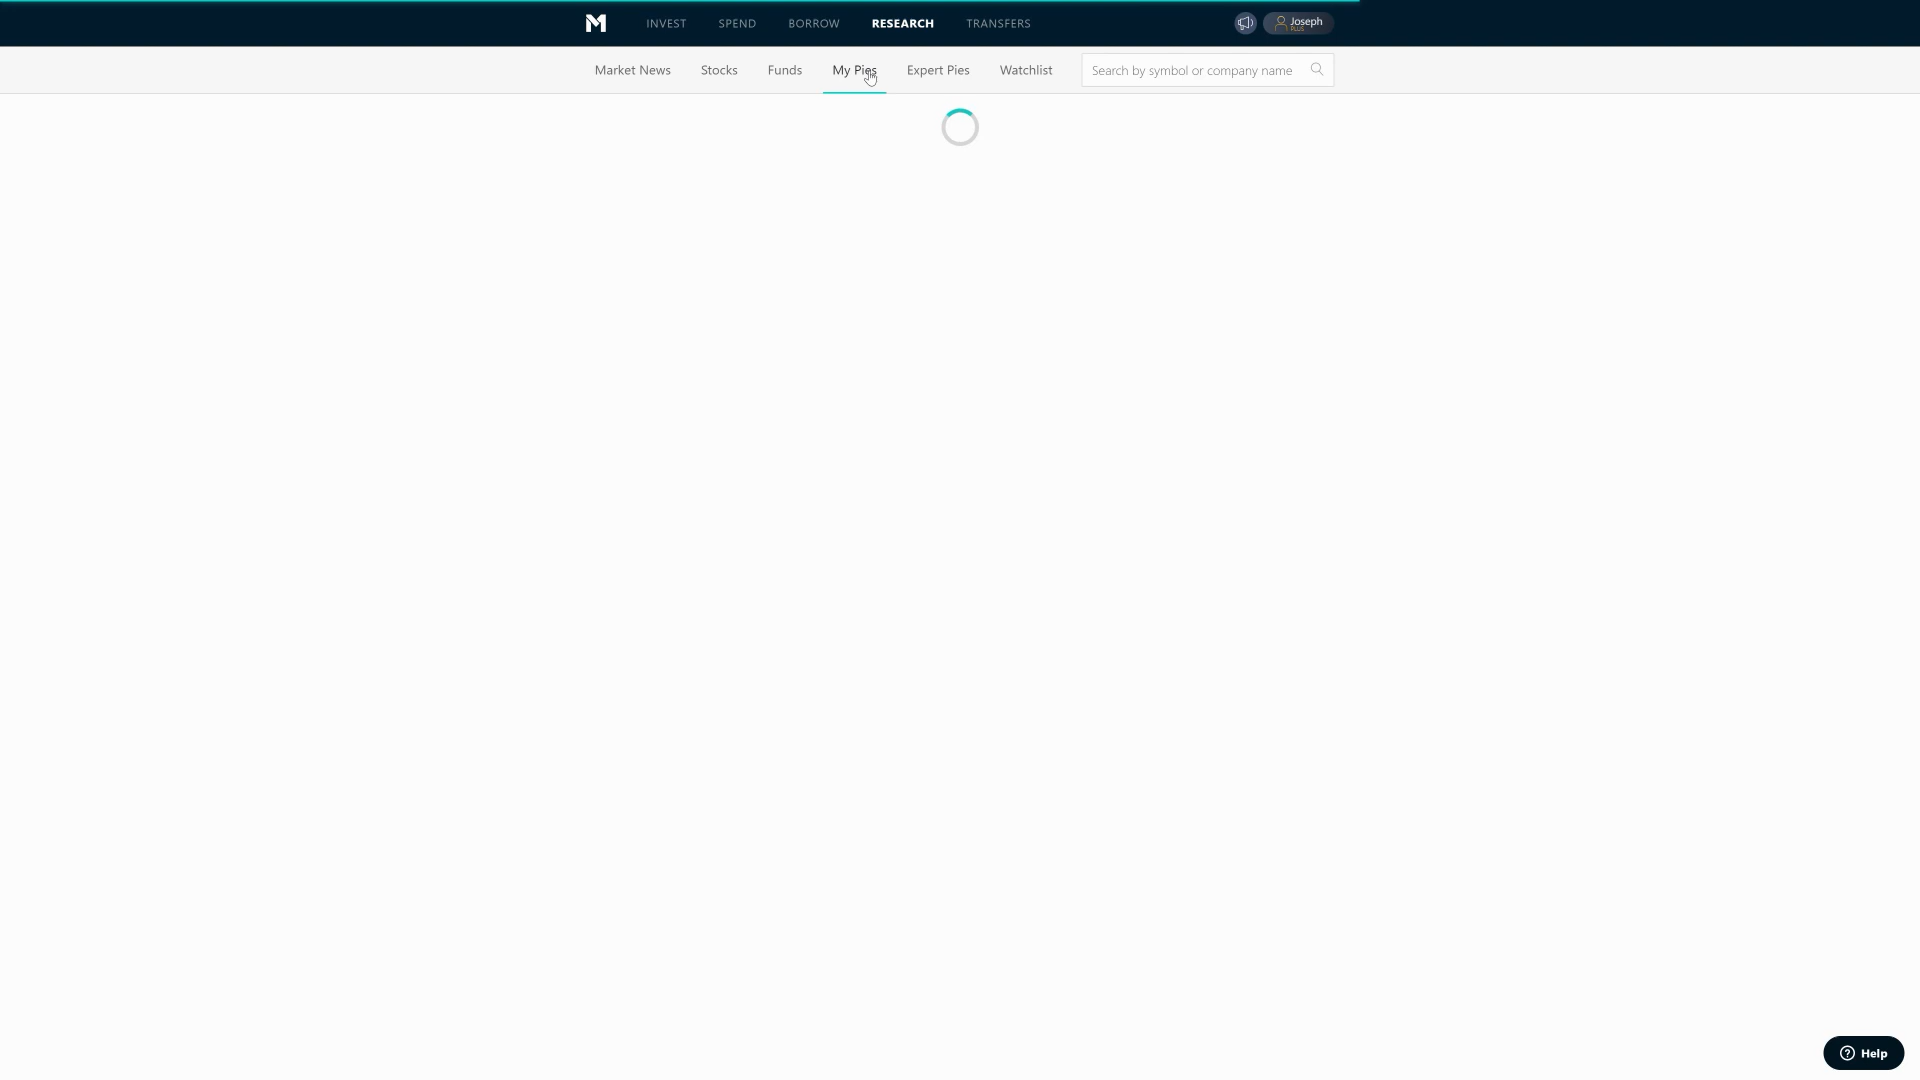 M INVEST SPEND BORROW RESEARCH TRANSFERS Joseph
PLUS
Market News Stocks Funds My Pies Expert Pies Watchlist Search by symbol or company name
? Help